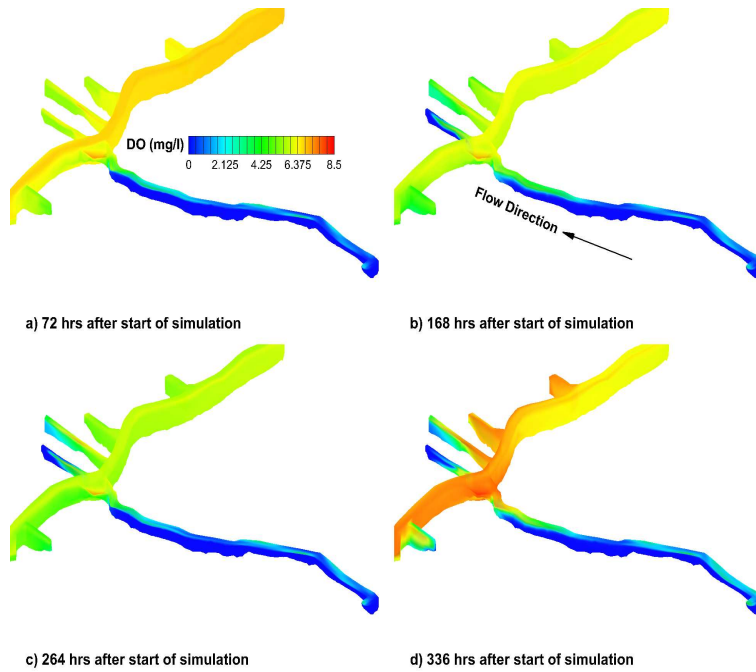 DO (mg/l)
0 2.125 4.25 6.375 8.5
Flow Direction
a) 72 hrs after start of simulation
b) 168 hrs after start of simulation
c) 264 hrs after start of simulation
d) 336 hrs after start of simulation